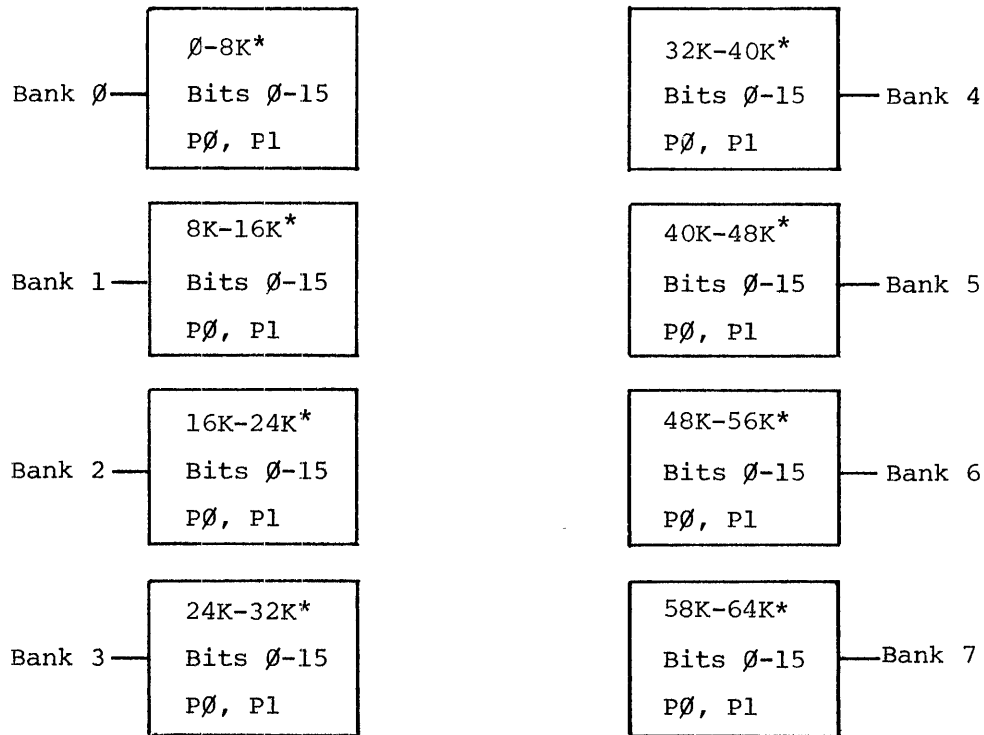 Bank Ø
Ø-8K*
Bits Ø-15
PØ, P1
Bank 1
8K-16K*
Bits Ø-15
PØ, P1
Bank 2
16K-24K*
Bits Ø-15
PØ, P1
Bank 3
24K-32K*
Bits Ø-15
PØ, P1
32K-40K*
Bits Ø-15
PØ, P1
Bank 4
40K-48K*
Bits Ø-15
PØ, P1
Bank 5
48K-56K*
Bits Ø-15
PØ, P1
Bank 6
58K-64K*
Bits Ø-15
PØ, P1
Bank 7